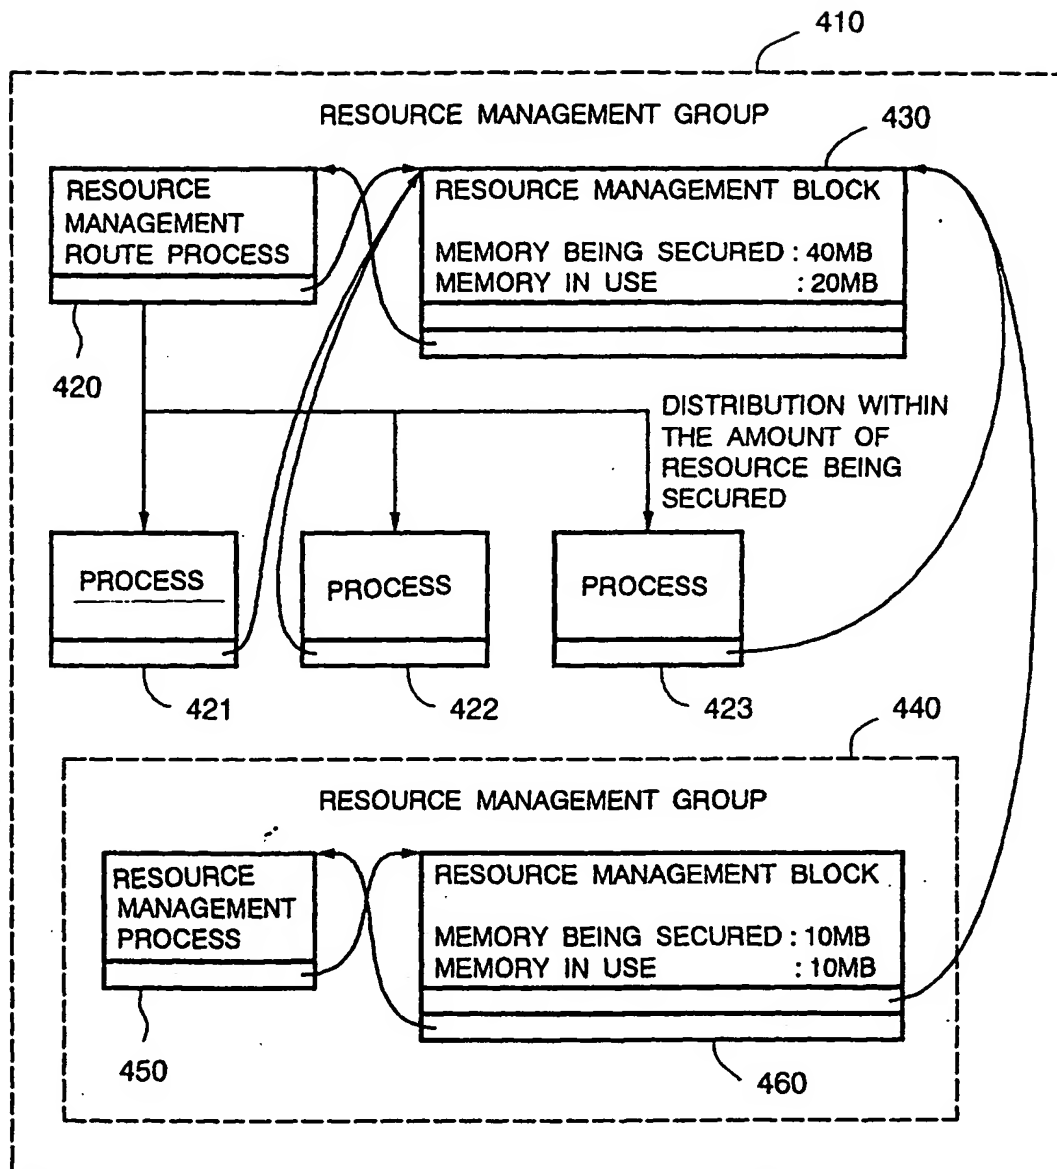 410
RESOURCE MANAGEMENT GROUP
430
RESOURCE
MANAGEMENT
ROUTE PROCESS
RESOURCE MANAGEMENT BLOCK
MEMORY BEING SECURED : 40MB
MEMORY IN USE : 20MB
420
DISTRIBUTION WITHIN
THE AMOUNT OF
RESOURCE BEING
SECURED
PROCESS
PROCESS
PROCESS
421
422
423
440
RESOURCE MANAGEMENT GROUP
RESOURCE
MANAGEMENT
PROCESS
RESOURCE MANAGEMENT BLOCK
MEMORY BEING SECURED : 10MB
MEMORY IN USE : 10MB
450
460